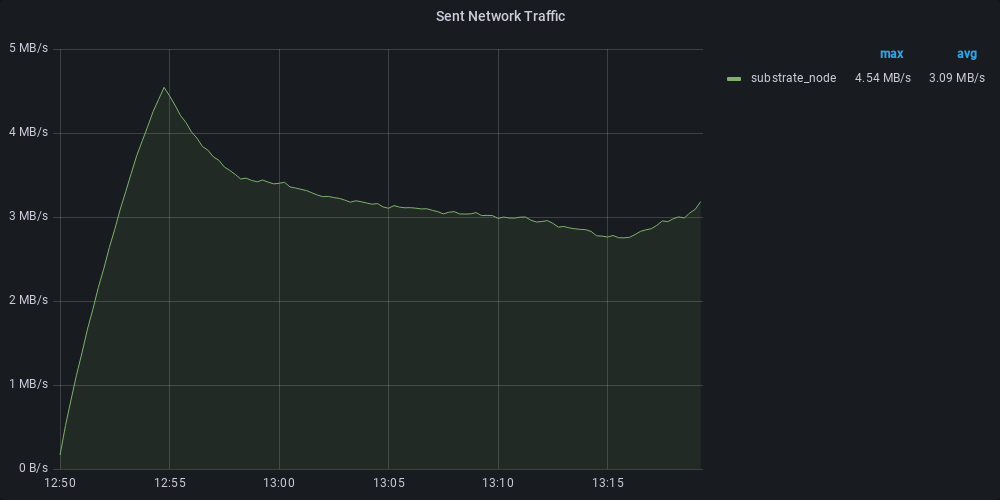 Sent Network Traffic
5 MB/s
4 MB/s
3 MB/s
2 MB/s
1 MB/s
0 B/s
12:50 12:55 13:00 13:05 13:10 13:15
max avg
substrate_node 4.54 MB/s 3.09 MB/s